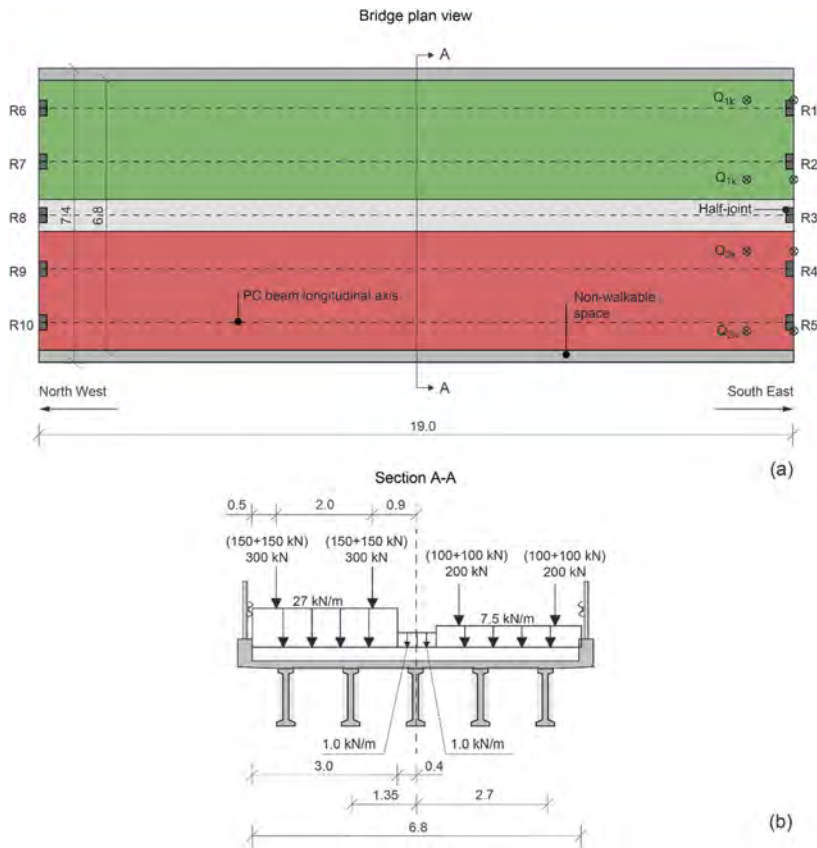 Bridge plan view
A
Q1k
R6
R1
R7
R2
Q1k
Half-joint
R8
R3
7.4
6.8
Q2k
R9
R4
PC beam longitudinal axis
Non-walkable
space
R10
Q2k
R5
A
North West
South East
19.0
(a)
Section A-A
0.5
2.0
0.9
(150+150 kN)
300 kN
(150+150 kN)
300 kN
(100+100 kN)
200 kN
(100+100 kN)
200 kN
27 kN/m
7.5 kN/m
1.0 kN/m
1.0 kN/m
3.0
0.4
1.35
2.7
6.8
(b)